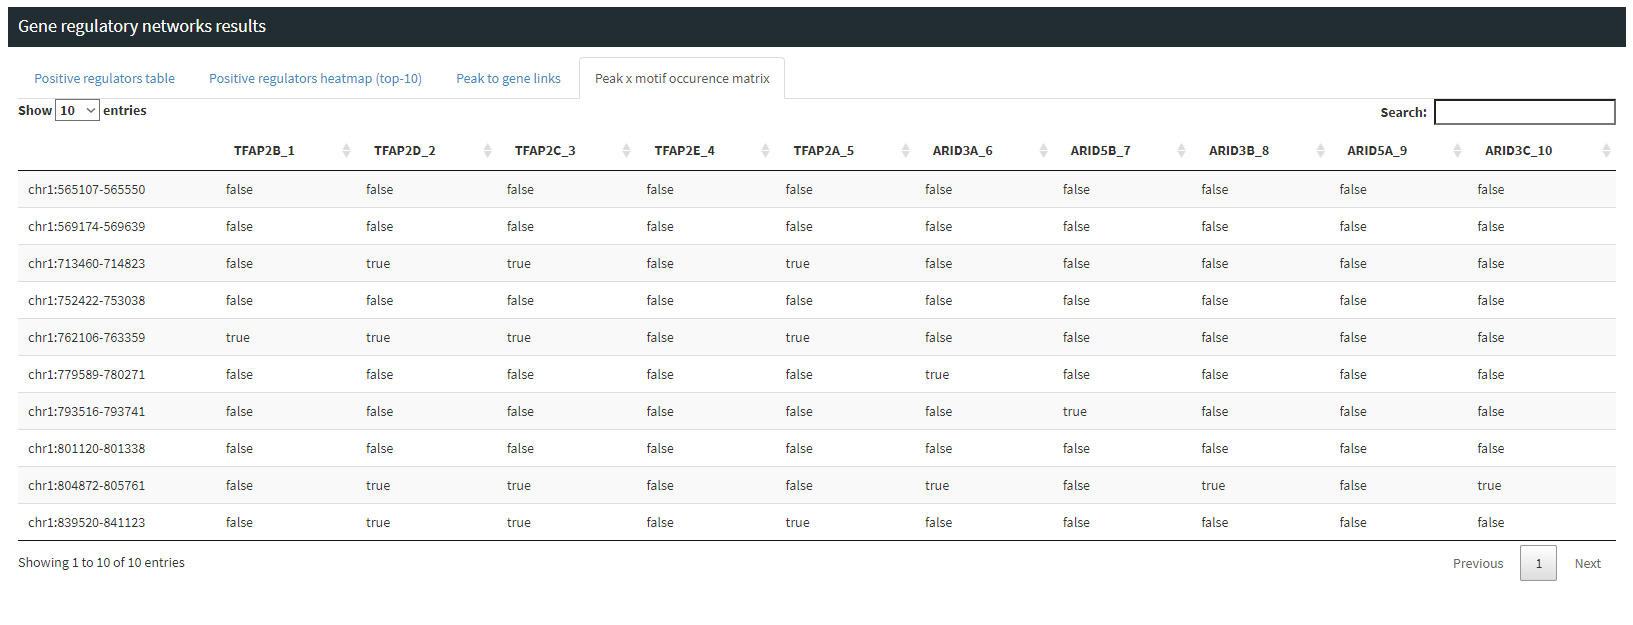 Gene regulatory networks results
Positive regulators table Positive regulators heatmap (top-10) Peak to gene links Peak x motif occurence matrix
Show 10 entries Search:
TFAP2B_1 TFAP2D_2 TFAP2C_3 TFAP2E_4 TFAP2A_5 ARID3A_6 ARID5B_7 ARID3B_8 ARID5A_9 ARID3C_10
chr1:565107-565550 false false false false false false false false false false
chr1:569174-569639 false false false false false false false false false false
chr1:713460-714823 false true true false true false false false false false
chr1:752422-753038 false false false false false false false false false false
chr1:762106-763359 true true true false true false false false false false
chr1:779589-780271 false false false false false true false false false false
chr1:793516-793741 false false false false false false true false false false
chr1:801120-801338 false false false false false false false false false false
chr1:804872-805761 false true true false false true false true false true
chr1:839520-841123 false true true false true false false false false false
Showing 1 to 10 of 10 entries Previous 1 Next